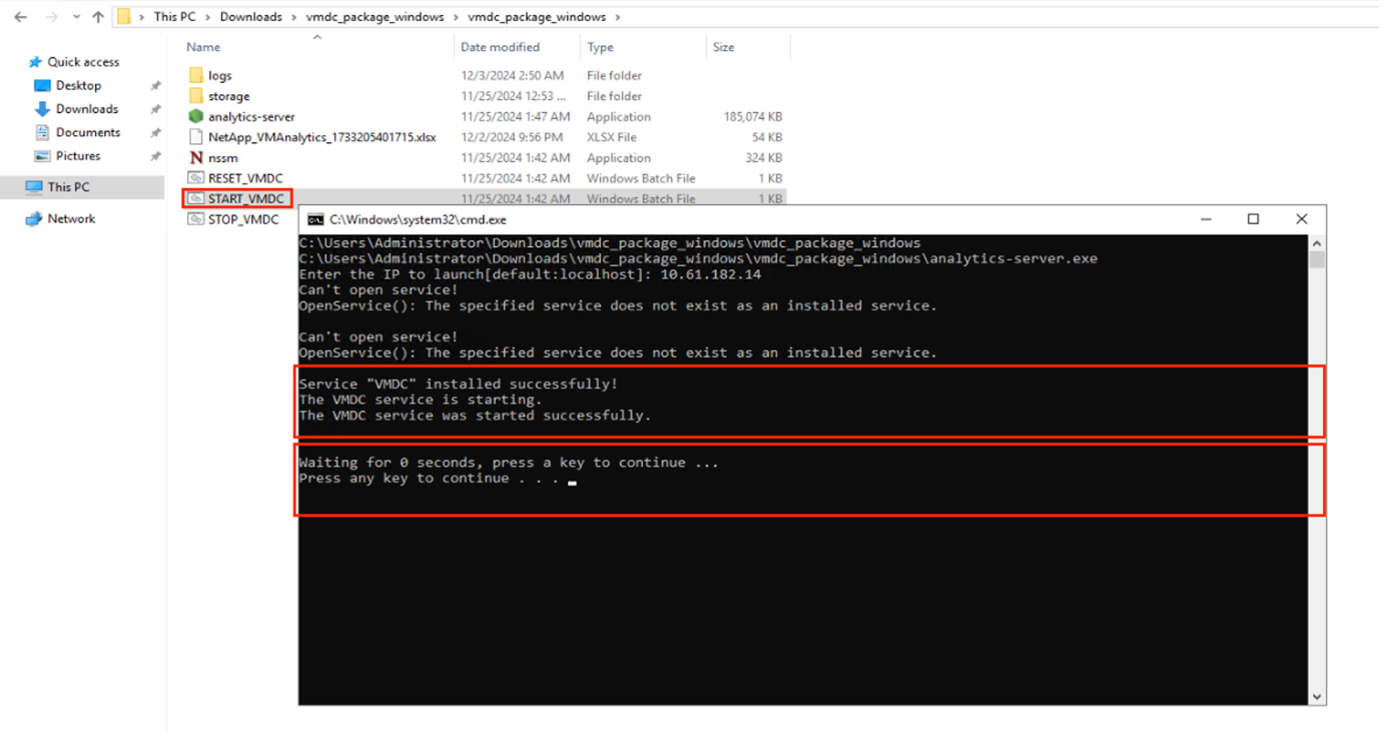 This PC > Downloads > vmdc_package_windows > vmdc_package_windows >
Name Date modified Type Size
Quick access
Desktop
Downloads
Documents
Pictures
This PC
Network
logs 12/3/2024 2:50 AM File folder
storage 11/25/2024 12:53 ... File folder
analytics-server 11/25/2024 1:47 AM Application 185,074 KB
NetApp_VMAnalytics_1733205401715.xlsx 12/2/2024 9:56 PM XLSX File 54 KB
nssm 11/25/2024 1:42 AM Application 324 KB
RESET_VMDC 11/25/2024 1:42 AM Windows Batch File 1 KB
START_VMDC 11/25/2024 1:42 AM Windows Batch File 1 KB
STOP_VMDC
C:\Windows\system32\cmd.exe
C:\Users\Administrator\Downloads\vmdc_package_windows\vmdc_package_windows
C:\Users\Administrator\Downloads\vmdc_package_windows\vmdc_package_windows\analytics-server.exe
Enter the IP to launch[default:localhost]: 10.61.182.14
Can't open service!
OpenService(): The specified service does not exist as an installed service.
Can't open service!
OpenService(): The specified service does not exist as an installed service.
Service "VMDC" installed successfully!
The VMDC service is starting.
The VMDC service was started successfully.
Waiting for 0 seconds, press a key to continue ...
Press any key to continue . . .